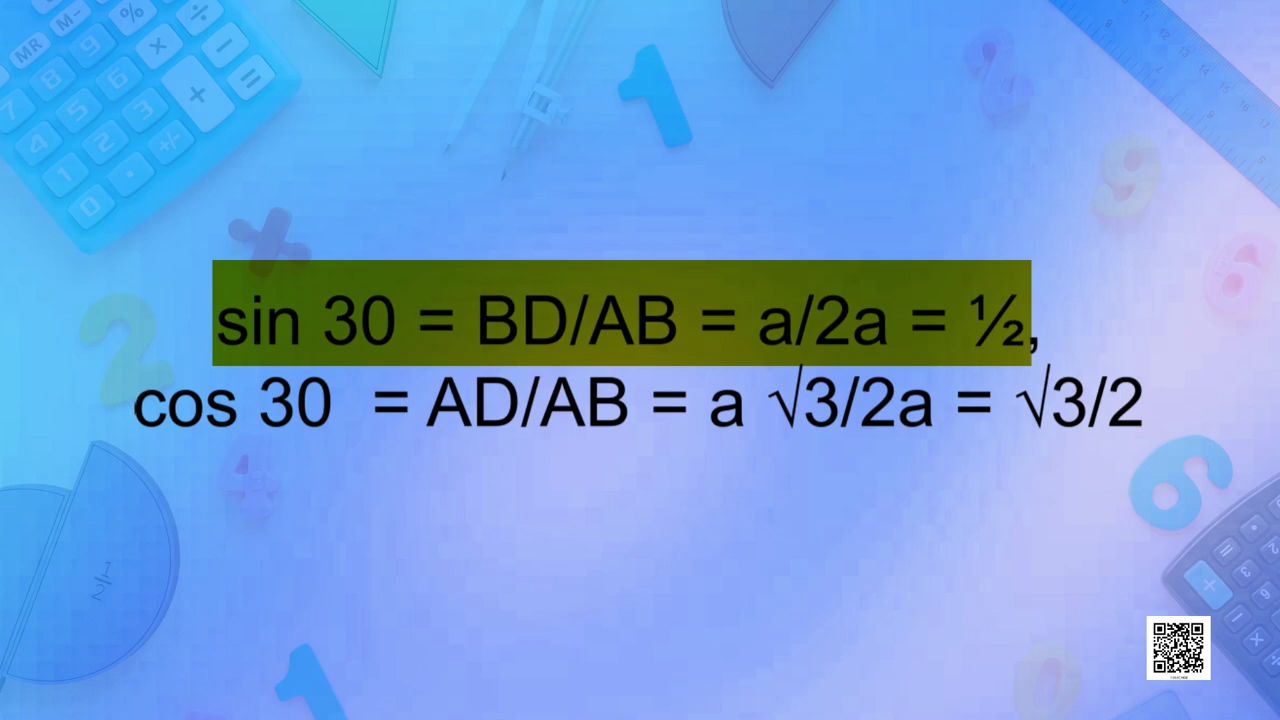 sin 30 = BD/AB = a/2a = ½,
cos 30 = AD/AB = a √3/2a = √3/2